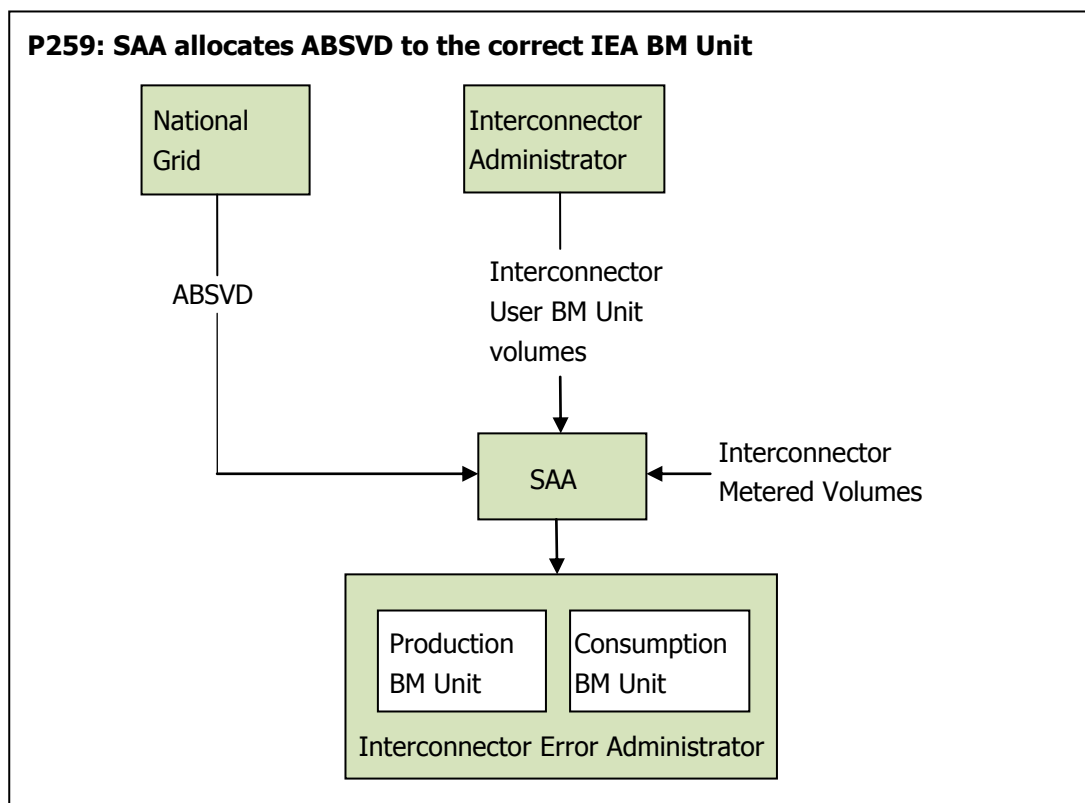 P259: SAA allocates ABSVD to the correct IEA BM Unit
National
Grid
Interconnector
Administrator
ABSVD
Interconnector
User BM Unit
volumes
SAA
Interconnector
Metered Volumes
Production
BM Unit
Consumption
BM Unit
Interconnector Error Administrator